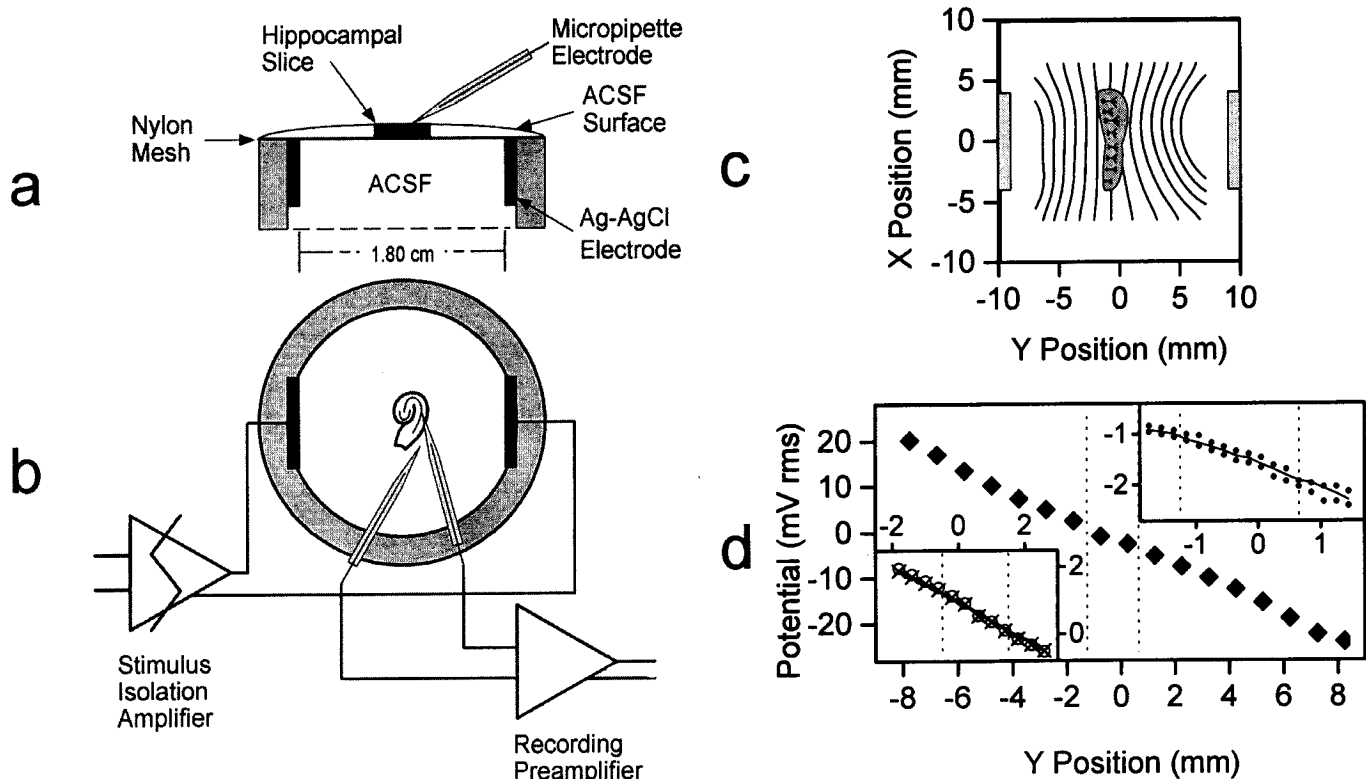 a
Hippocampal
Slice
Micropipette
Electrode
Nylon
Mesh
ACSF
Surface
ACSF
Ag-AgCl
Electrode
1.80 cm
b
Stimulus
Isolation
Amplifier
Recording
Preamplifier
c
X Position (mm)
10
5
0
-5
-10
-10 -5 0 5 10
Y Position (mm)
d
Potential (mV rms)
20
10
0
-10
-20
-2 0 2
2
0
-1
-2
-1 0 1
-8 -6 -4 -2 0 2 4 6 8
Y Position (mm)